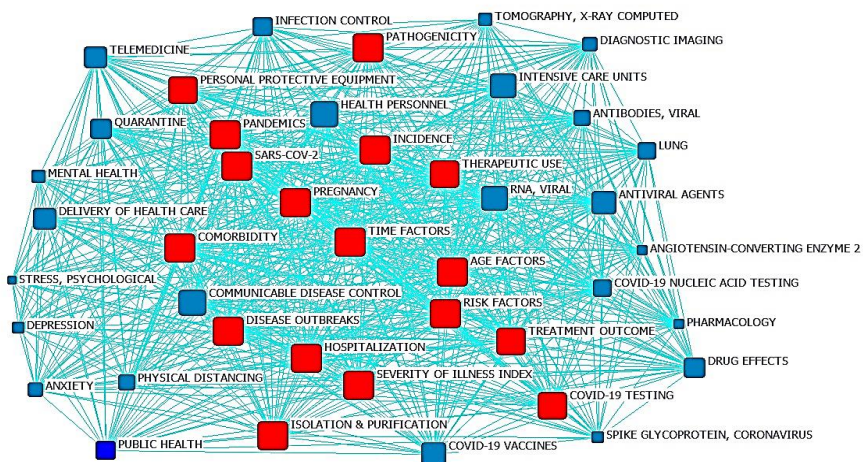 INFECTION CONTROL
TOMOGRAPHY, X-RAY COMPUTED
PATHOGENICITY
DIAGNOSTIC IMAGING
TELEMEDICINE
PERSONAL PROTECTIVE EQUIPMENT
INTENSIVE CARE UNITS
HEALTH PERSONNEL
ANTIBODIES, VIRAL
QUARANTINE
PANDEMICS
INCIDENCE
LUNG
SARS-COV-2
THERAPEUTIC USE
MENTAL HEALTH
PREGNANCY
RNA, VIRAL
ANTIVIRAL AGENTS
DELIVERY OF HEALTH CARE
COMORBIDITY
TIME FACTORS
ANGIOTENSIN-CONVERTING ENZYME 2
AGE FACTORS
STRESS, PSYCHOLOGICAL
COVID-19 NUCLEIC ACID TESTING
COMMUNICABLE DISEASE CONTROL
RISK FACTORS
DISEASE OUTBREAKS
PHARMACOLOGY
DEPRESSION
TREATMENT OUTCOME
HOSPITALIZATION
DRUG EFFECTS
SEVERITY OF ILLNESS INDEX
PHYSICAL DISTANCING
ANXIETY
COVID-19 TESTING
ISOLATION & PURIFICATION
SPIKE GLYCOPROTEIN, CORONAVIRUS
PUBLIC HEALTH
COVID-19 VACCINES